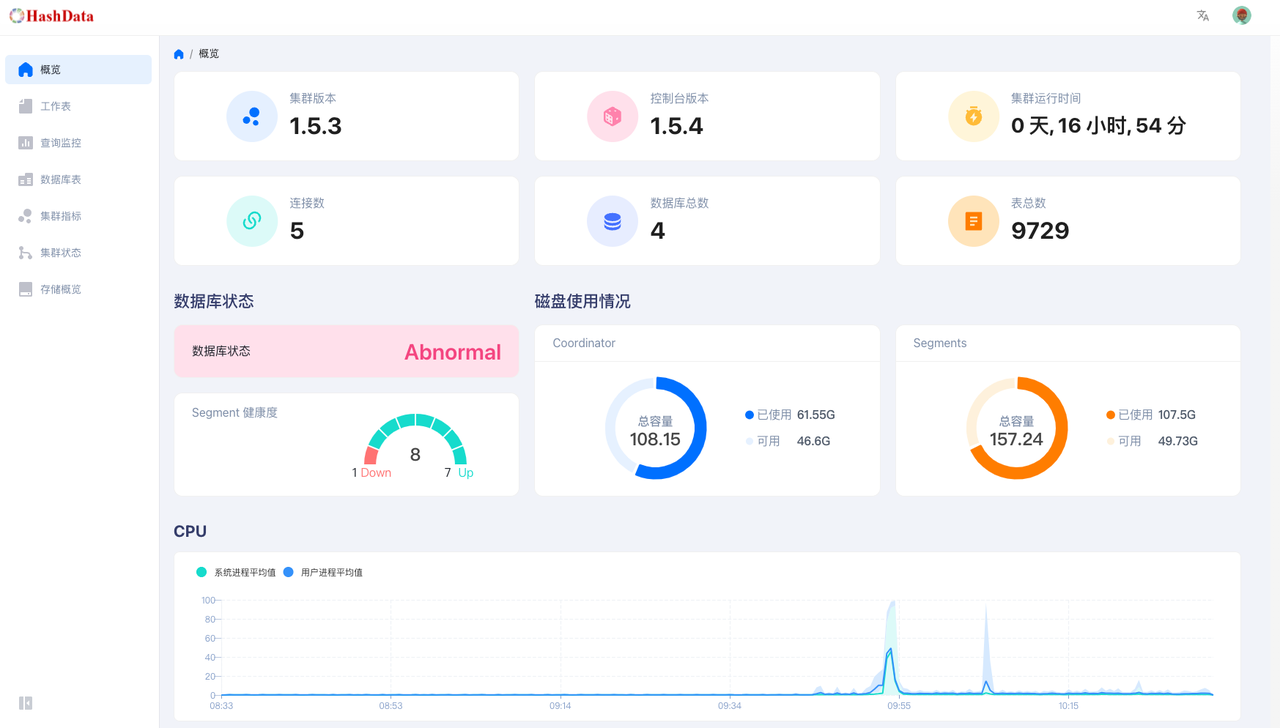 HashData
概览
工作表
查询监控
数据库表
集群指标
集群状态
存储概览
/ 概览
集群版本
1.5.3
控制台版本
1.5.4
集群运行时间
0 天, 16 小时, 54 分
连接数
5
数据库总数
4
表总数
9729
数据库状态
数据库状态 Abnormal
Segment 健康度
8
1 Down 7 Up
磁盘使用情况
Coordinator
总容量
108.15
已使用 61.55G
可用 46.6G
Segments
总容量
157.24
已使用 107.5G
可用 49.73G
CPU
系统进程平均值 用户进程平均值
100
80
60
40
20
0
08:33 08:53 09:14 09:34 09:55 10:15